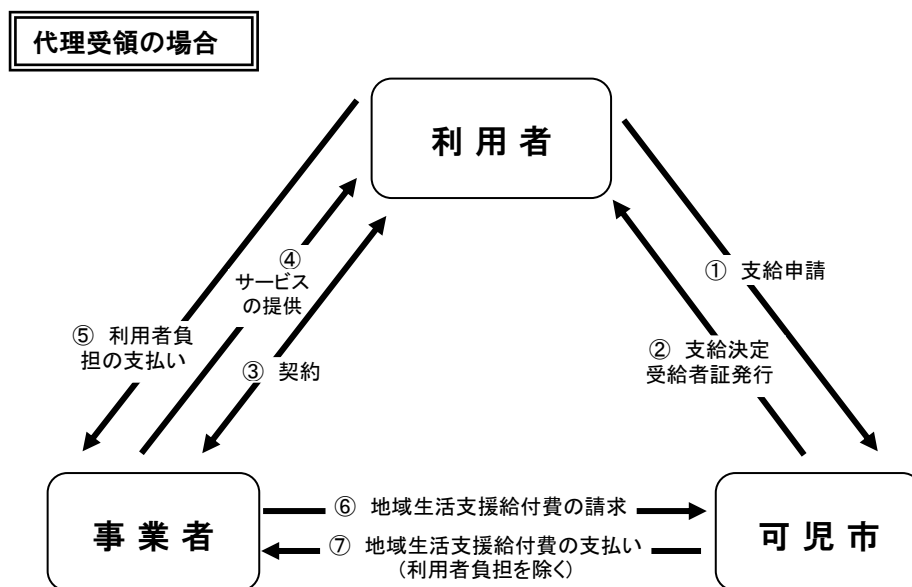 代理受領の場合
利用者
① 支給申請
② 支給決定
受給者証発行
④
サービス
の提供
③ 契約
⑤ 利用者負
担の支払い
事業者
⑥ 地域生活支援給付費の請求
⑦ 地域生活支援給付費の支払い
(利用者負担を除く)
可児市